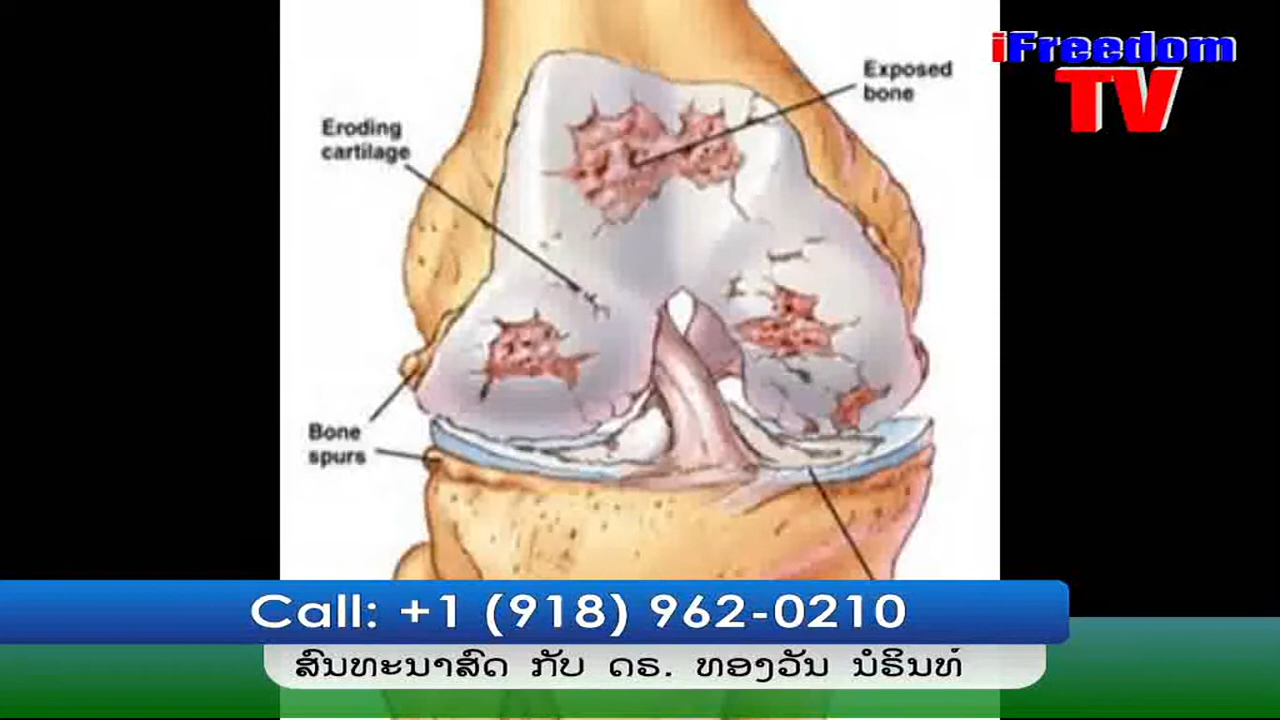 iFreedom
TV
Exposed
bone
Eroding
cartilage
Bone
spurs
Call: +1 (918) 962-0210
ສົນທະນາສົດ ກັບ ດຣ. ທອງວັນ ນໍຣິນທ໌